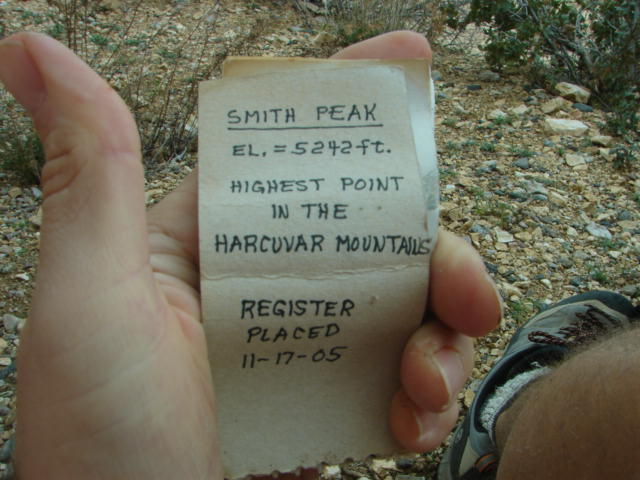 SMITH PEAK
EL. = 5242 ft.
HIGHEST POINT
IN THE
HARCUVAR MOUNTAINS
REGISTER
PLACED
11-17-05